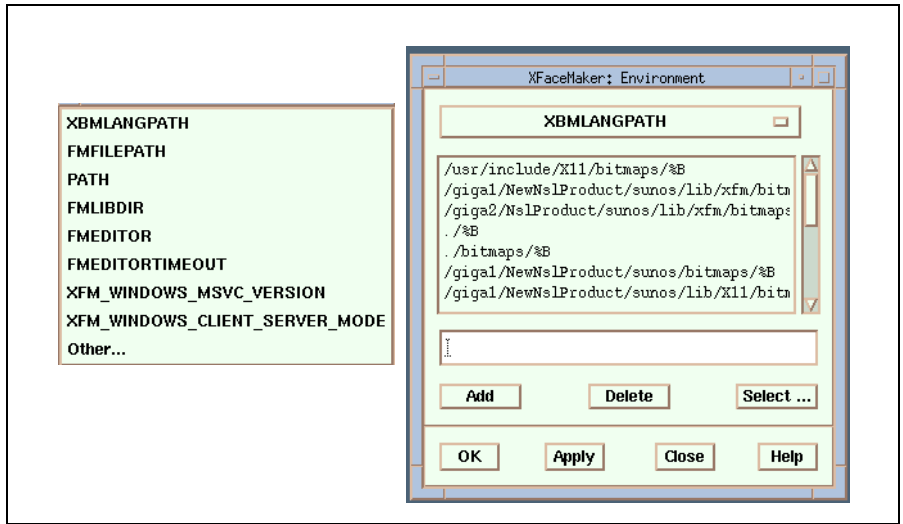 XBMLANGPATH
FMFILEPATH
PATH
FMLIBDIR
FMEDITOR
FMEDITORTIMEOUT
XFM_WINDOWS_MSVC_VERSION
XFM_WINDOWS_CLIENT_SERVER_MODE
Other...
XFaceMaker: Environment
XBMLANGPATH
/usr/include/X11/bitmaps/%B
/giga1/NewNslProduct/sunos/lib/xfm/bitm
/giga2/NslProduct/sunos/lib/xfm/bitmaps
./%B
./bitmaps/%B
/giga1/NewNslProduct/sunos/bitmaps/%B
/giga1/NewNslProduct/sunos/lib/X11/bitm
Add Delete Select ...
OK Apply Close Help